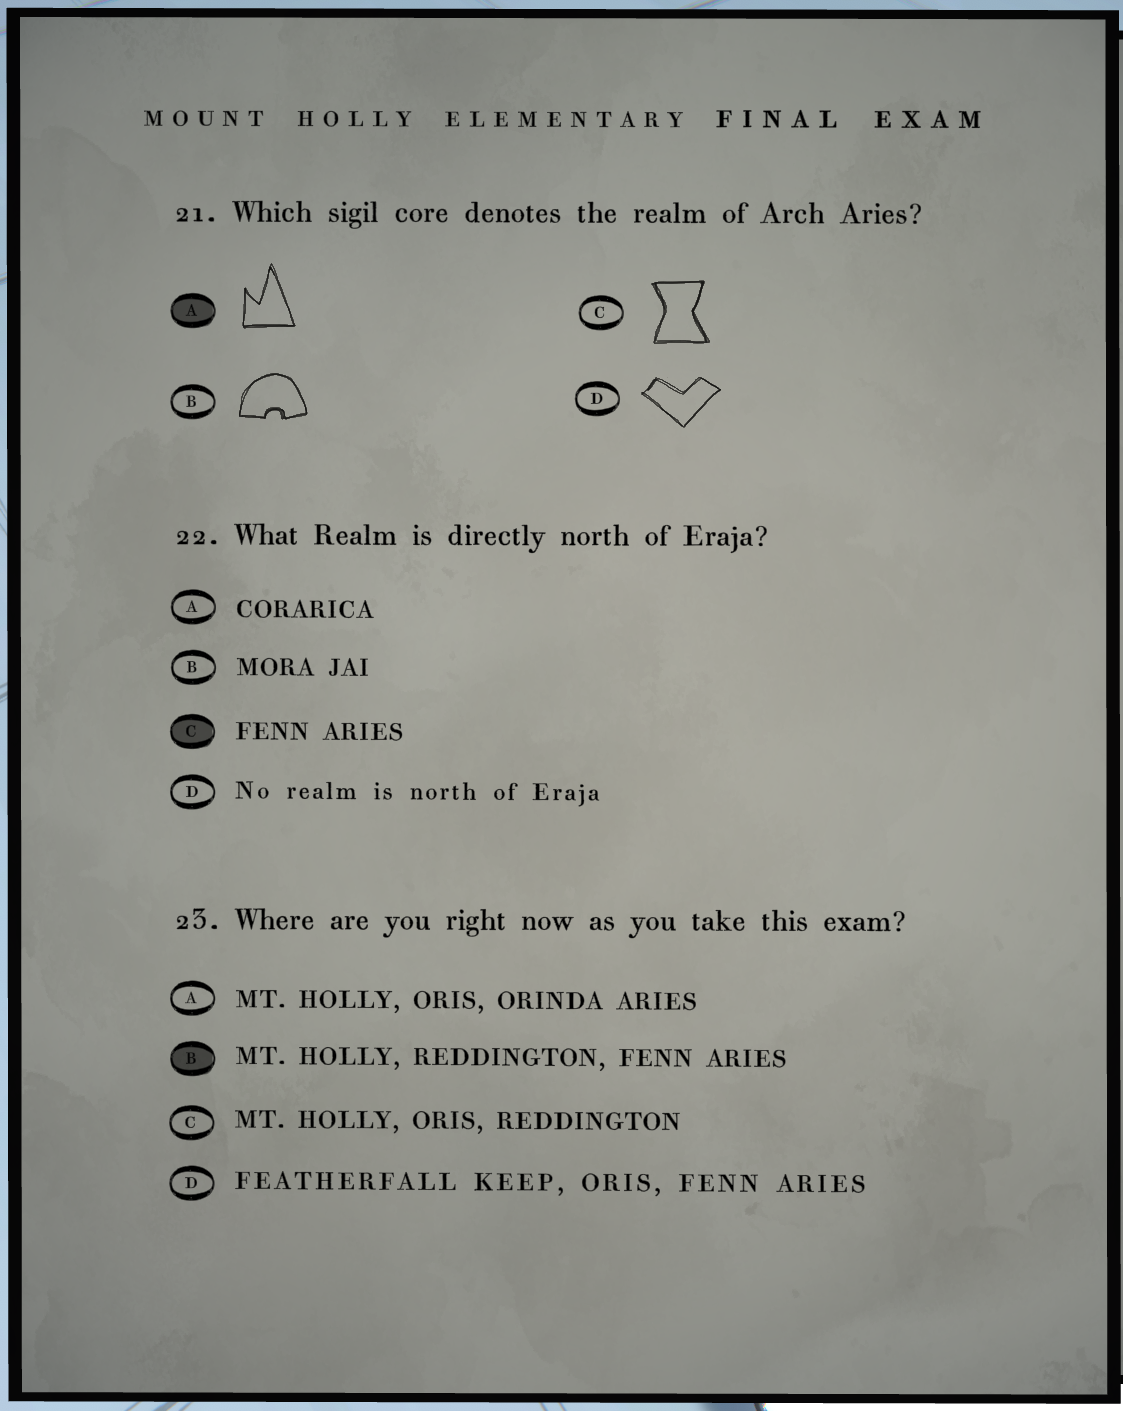 MOUNT HOLLY ELEMENTARY FINAL EXAM
21. Which sigil core denotes the realm of Arch Aries?
A C
B D
22. What Realm is directly north of Eraja?
A CORARICA
B MORA JAI
C FENN ARIES
D No realm is north of Eraja
23. Where are you right now as you take this exam?
A MT. HOLLY, ORIS, ORINDA ARIES
B MT. HOLLY, REDDINGTON, FENN ARIES
C MT. HOLLY, ORIS, REDDINGTON
D FEATHERFALL KEEP, ORIS, FENN ARIES